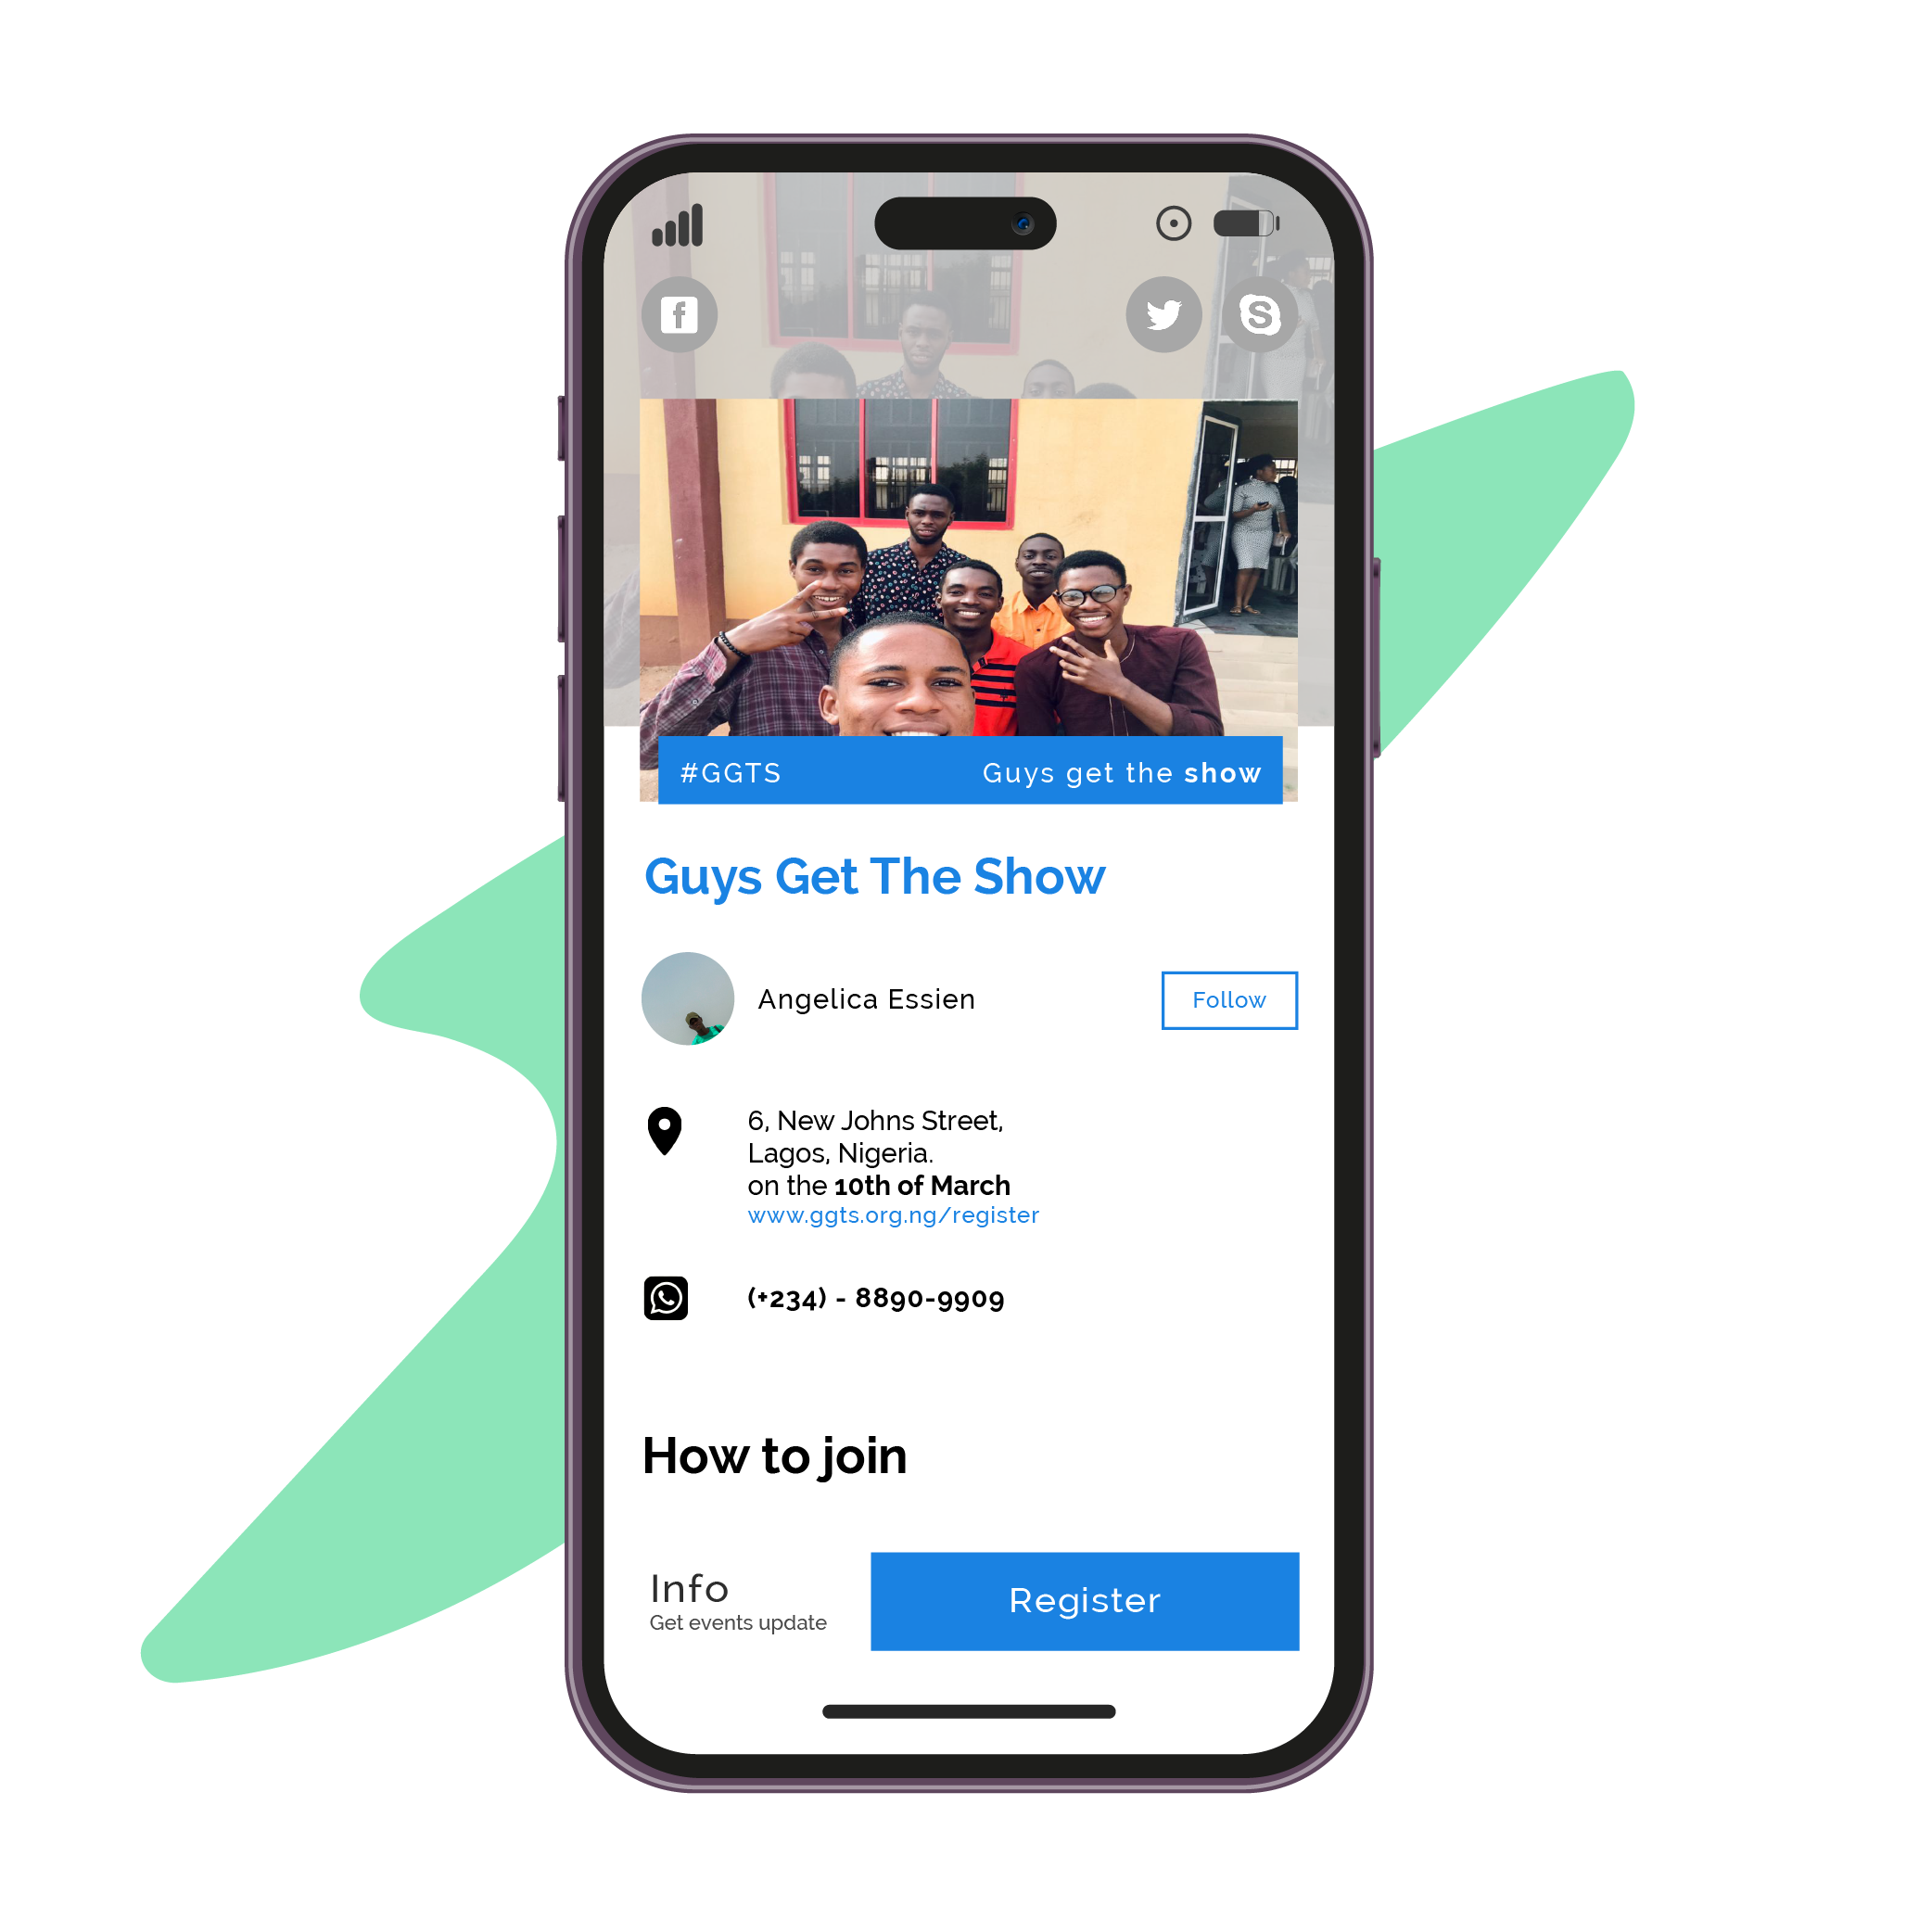 #GGTS
Guys get the show
Guys Get The Show
Angelica Essien
Follow
6, New Johns Street,
Lagos, Nigeria.
on the 10th of March
www.ggts.org.ng/register
(+234) - 8890-9909
How to join
Info
Get events update
Register